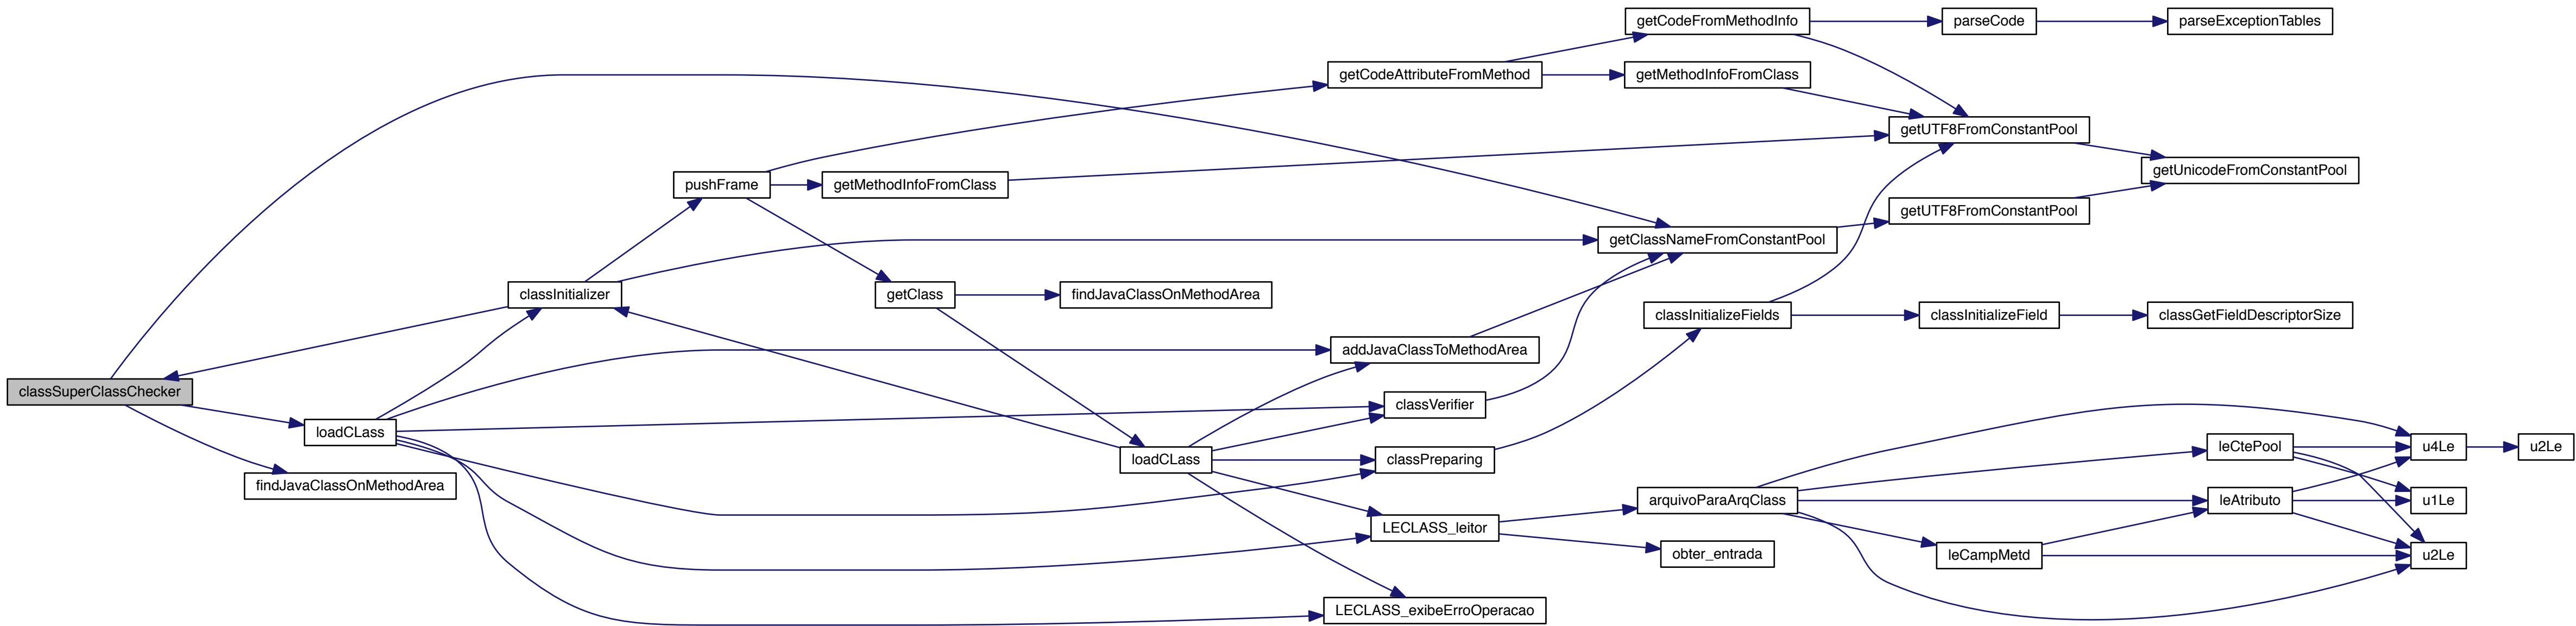 getCodeFromMethodInfo
parseCode
parseExceptionTables
getCodeAttributeFromMethod
getMethodInfoFromClass
getUTF8FromConstantPool
getUnicodeFromConstantPool
pushFrame
getMethodInfoFromClass
getUTF8FromConstantPool
getClassNameFromConstantPool
classInitializer
getClass
findJavaClassOnMethodArea
classInitializeFields
classInitializeField
classGetFieldDescriptorSize
addJavaClassToMethodArea
classSuperClassChecker
classVerifier
loadCLass
loadCLass
classPreparing
leCtePool
u4Le
u2Le
findJavaClassOnMethodArea
arquivoParaArqClass
leAtributo
u1Le
LECLASS_leitor
obter_entrada
leCampMetd
u2Le
LECLASS_exibeErroOperacao